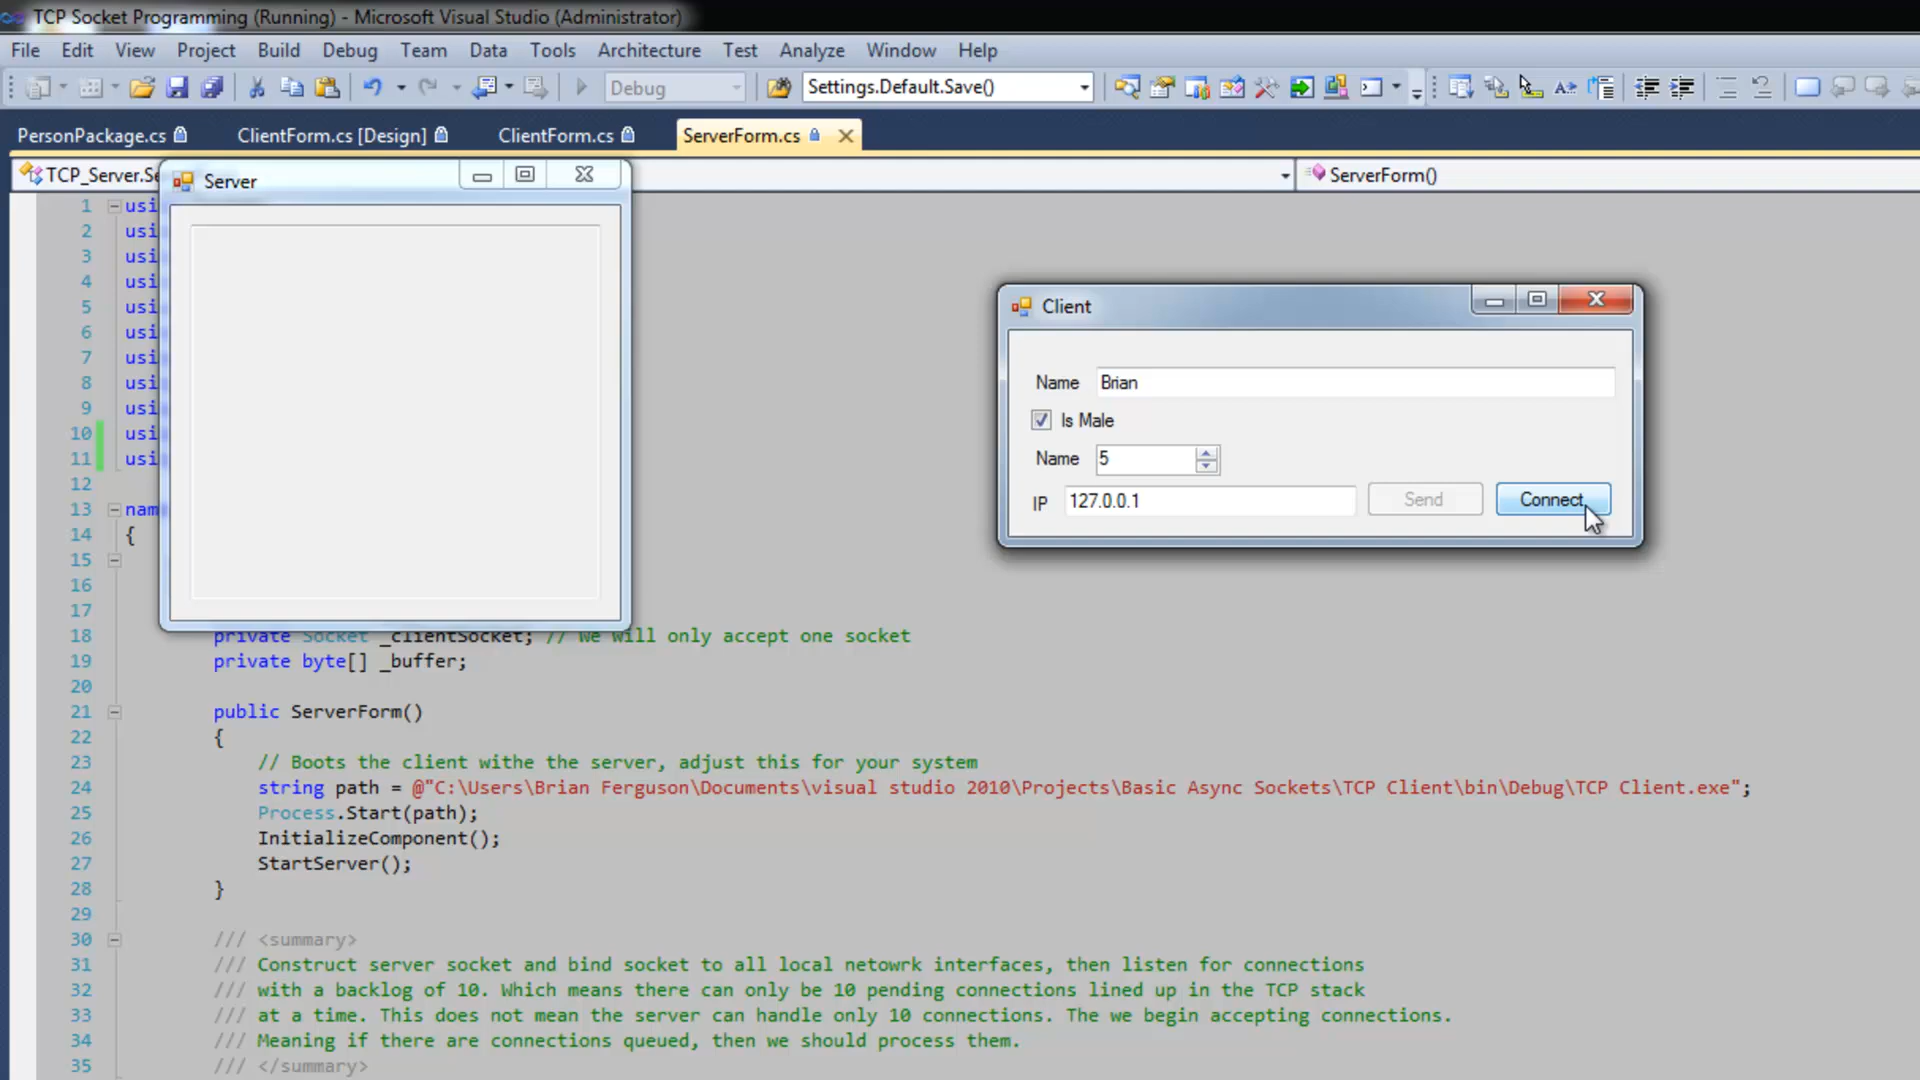 TCP Socket Programming (Running) - Microsoft Visual Studio (Administrator)
File Edit View Project Build Debug Team Data Tools Architecture Test Analyze Window Help
Debug Settings.Default.Save()
PersonPackage.cs ClientForm.cs [Design] ClientForm.cs ServerForm.cs
TCP_Server.Se ServerForm()
Server
1 usi
2 usi
3 usi
4 usi
5 usi
6 usi
7 usi
8 usi
9 usi
10 usi
11 usi
12
13 nam
14 {
15
16
17
Client
Name Brian
Is Male
Name 5
IP 127.0.0.1 Send Connect
18 private Socket _clientSocket; // We will only accept one socket
19 private byte[] _buffer;
20
21 public ServerForm()
22 {
23 // Boots the client withe the server, adjust this for your system
24 string path = @"C:\Users\Brian Ferguson\Documents\visual studio 2010\Projects\Basic Async Sockets\TCP Client\bin\Debug\TCP Client.exe";
25 Process.Start(path);
26 InitializeComponent();
27 StartServer();
28 }
29
30 /// <summary>
31 /// Construct server socket and bind socket to all local netowrk interfaces, then listen for connections
32 /// with a backlog of 10. Which means there can only be 10 pending connections lined up in the TCP stack
33 /// at a time. This does not mean the server can handle only 10 connections. The we begin accepting connections.
34 /// Meaning if there are connections queued, then we should process them.
35 /// </summary>